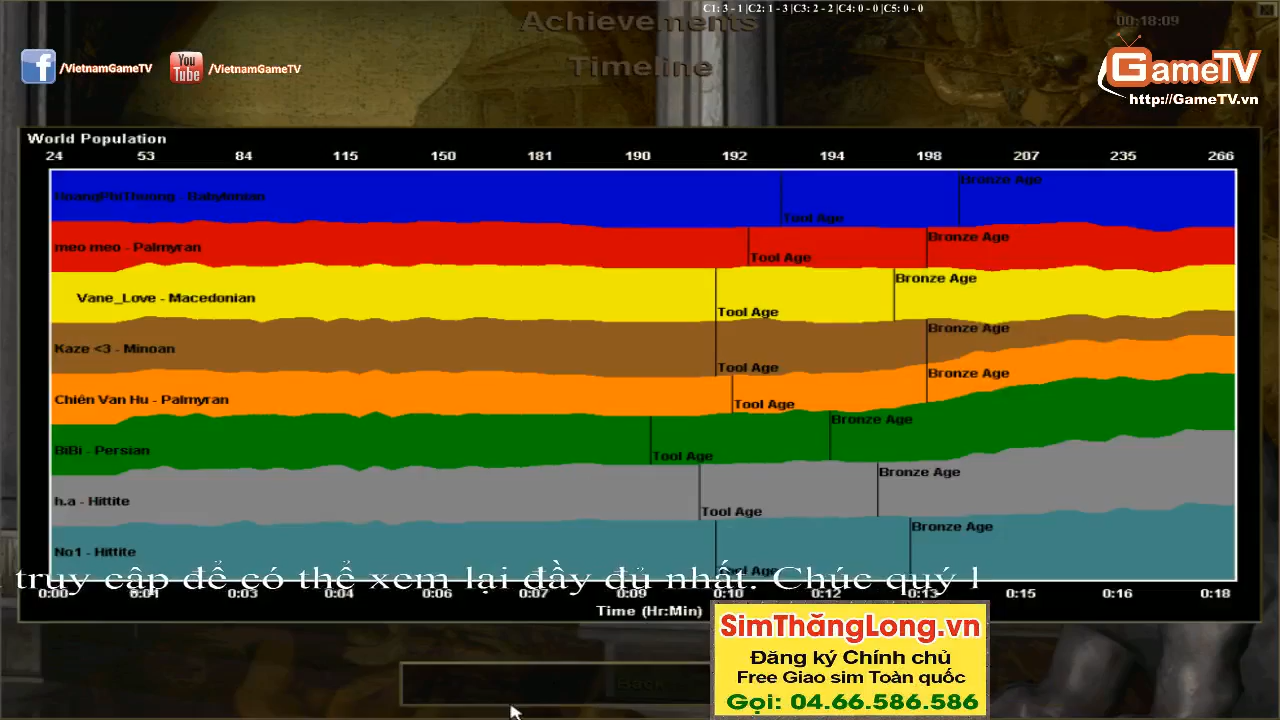 C1: 3 - 1 |C2: 1 - 3 |C3: 2 - 2 |C4: 0 - 0 |C5: 0 - 0
Achievements
00:18:09
Timeline
/VietnamGameTV
You Tube /VietnamGameTV
GameTV
http://GameTV.vn
World Population
24 53 84 115 150 181 190 192 194 198 207 235 266
HoangPhiThuong - Babylonian
Tool Age
Bronze Age
meo meo - Palmyran
Tool Age
Bronze Age
Vane_Love - Macedonian
Tool Age
Bronze Age
Kaze <3 - Minoan
Tool Age
Bronze Age
Chién Van Hu - Palmyran
Tool Age
Bronze Age
BiBi - Persian
Tool Age
Bronze Age
h.a - Hittite
Tool Age
Bronze Age
No1 - Hittite
Tool Age
Bronze Age
truy cập để có thể xem lại đầy đủ nhất. Chúc quý
0:00 0:01 0:03 0:04 0:06 0:07 0:09 0:10 0:12 0:13 0:15 0:16 0:18
Time (Hr:Min)
SimThăngLong.vn
Đăng ký Chính chủ
Free Giao sim Toàn quốc
Gọi: 04.66.586.586